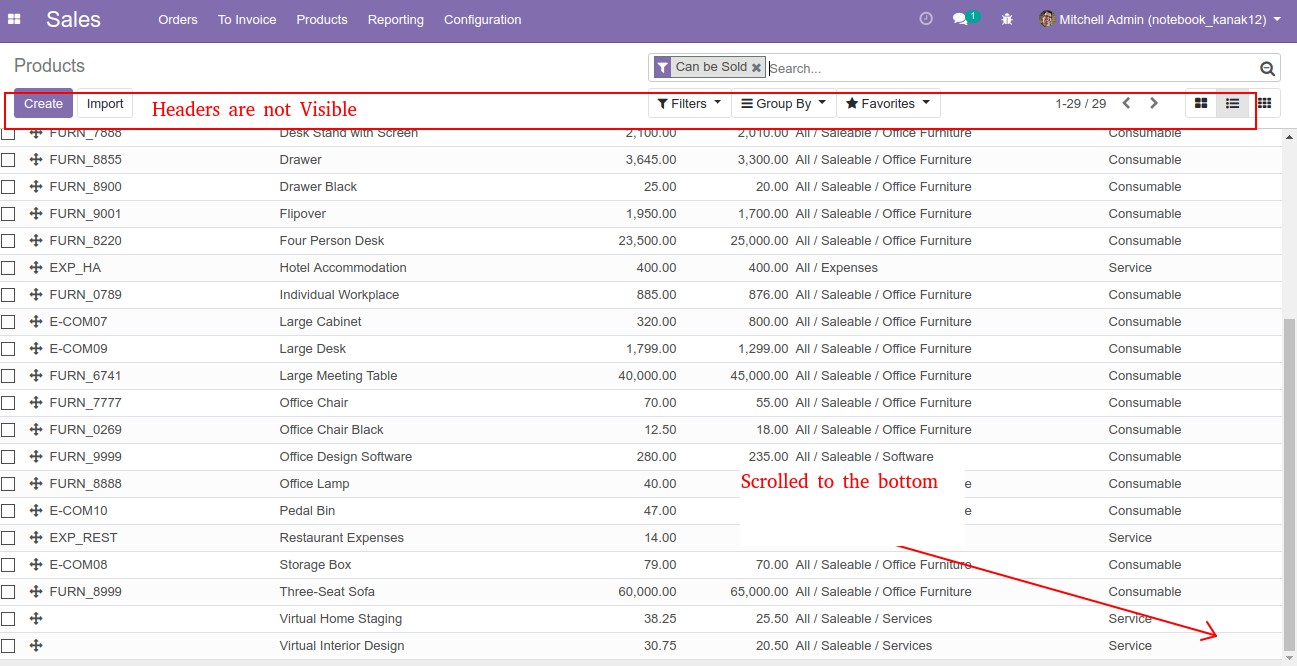 Sales Orders To Invoice Products Reporting Configuration 1 Mitchell Admin (notebook_kanak12)
Products Can be Sold Search...
Create Import Headers are not Visible Filters Group By Favorites 1-29 / 29
FURN_7888 Desk Stand with Screen 2,100.00 2,010.00 All / Saleable / Office Furniture Consumable
FURN_8855 Drawer 3,645.00 3,300.00 All / Saleable / Office Furniture Consumable
FURN_8900 Drawer Black 25.00 20.00 All / Saleable / Office Furniture Consumable
FURN_9001 Flipover 1,950.00 1,700.00 All / Saleable / Office Furniture Consumable
FURN_8220 Four Person Desk 23,500.00 25,000.00 All / Saleable / Office Furniture Consumable
EXP_HA Hotel Accommodation 400.00 400.00 All / Expenses Service
FURN_0789 Individual Workplace 885.00 876.00 All / Saleable / Office Furniture Consumable
E-COM07 Large Cabinet 320.00 800.00 All / Saleable / Office Furniture Consumable
E-COM09 Large Desk 1,799.00 1,299.00 All / Saleable / Office Furniture Consumable
FURN_6741 Large Meeting Table 40,000.00 45,000.00 All / Saleable / Office Furniture Consumable
FURN_7777 Office Chair 70.00 55.00 All / Saleable / Office Furniture Consumable
FURN_0269 Office Chair Black 12.50 18.00 All / Saleable / Office Furniture Consumable
FURN_9999 Office Design Software 280.00 235.00 All / Saleable / Software Consumable
Scrolled to the bottom
FURN_8888 Office Lamp 40.00 e Consumable
E-COM10 Pedal Bin 47.00 e Consumable
EXP_REST Restaurant Expenses 14.00 Service
E-COM08 Storage Box 79.00 70.00 All / Saleable / Office Furniture Consumable
FURN_8999 Three-Seat Sofa 60,000.00 65,000.00 All / Saleable / Office Furniture Consumable
Virtual Home Staging 38.25 25.50 All / Saleable / Services Service
Virtual Interior Design 30.75 20.50 All / Saleable / Services Service